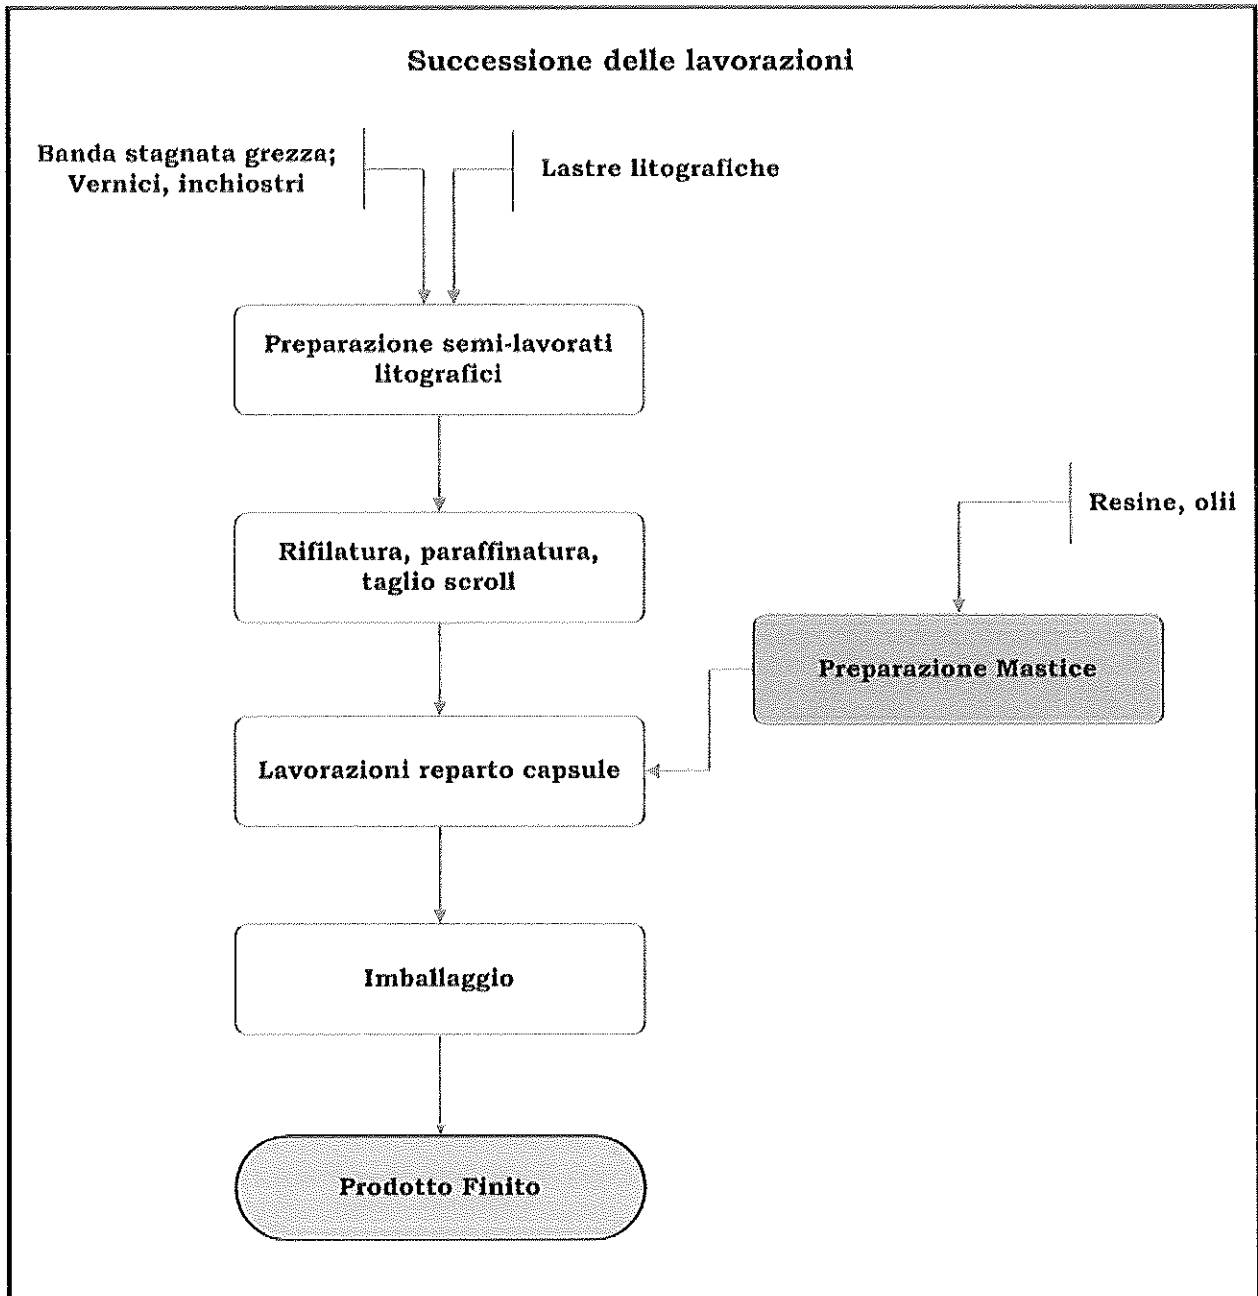 Successione delle lavorazioni
Banda stagnata grezza;
Vernici, inchiostri
Lastre litografiche
Preparazione semi-lavorati
litografici
Resine, olii
Rifilatura, paraffinatura,
taglio scroll
Preparazione Mastice
Lavorazioni reparto capsule
Imballaggio
Prodotto Finito